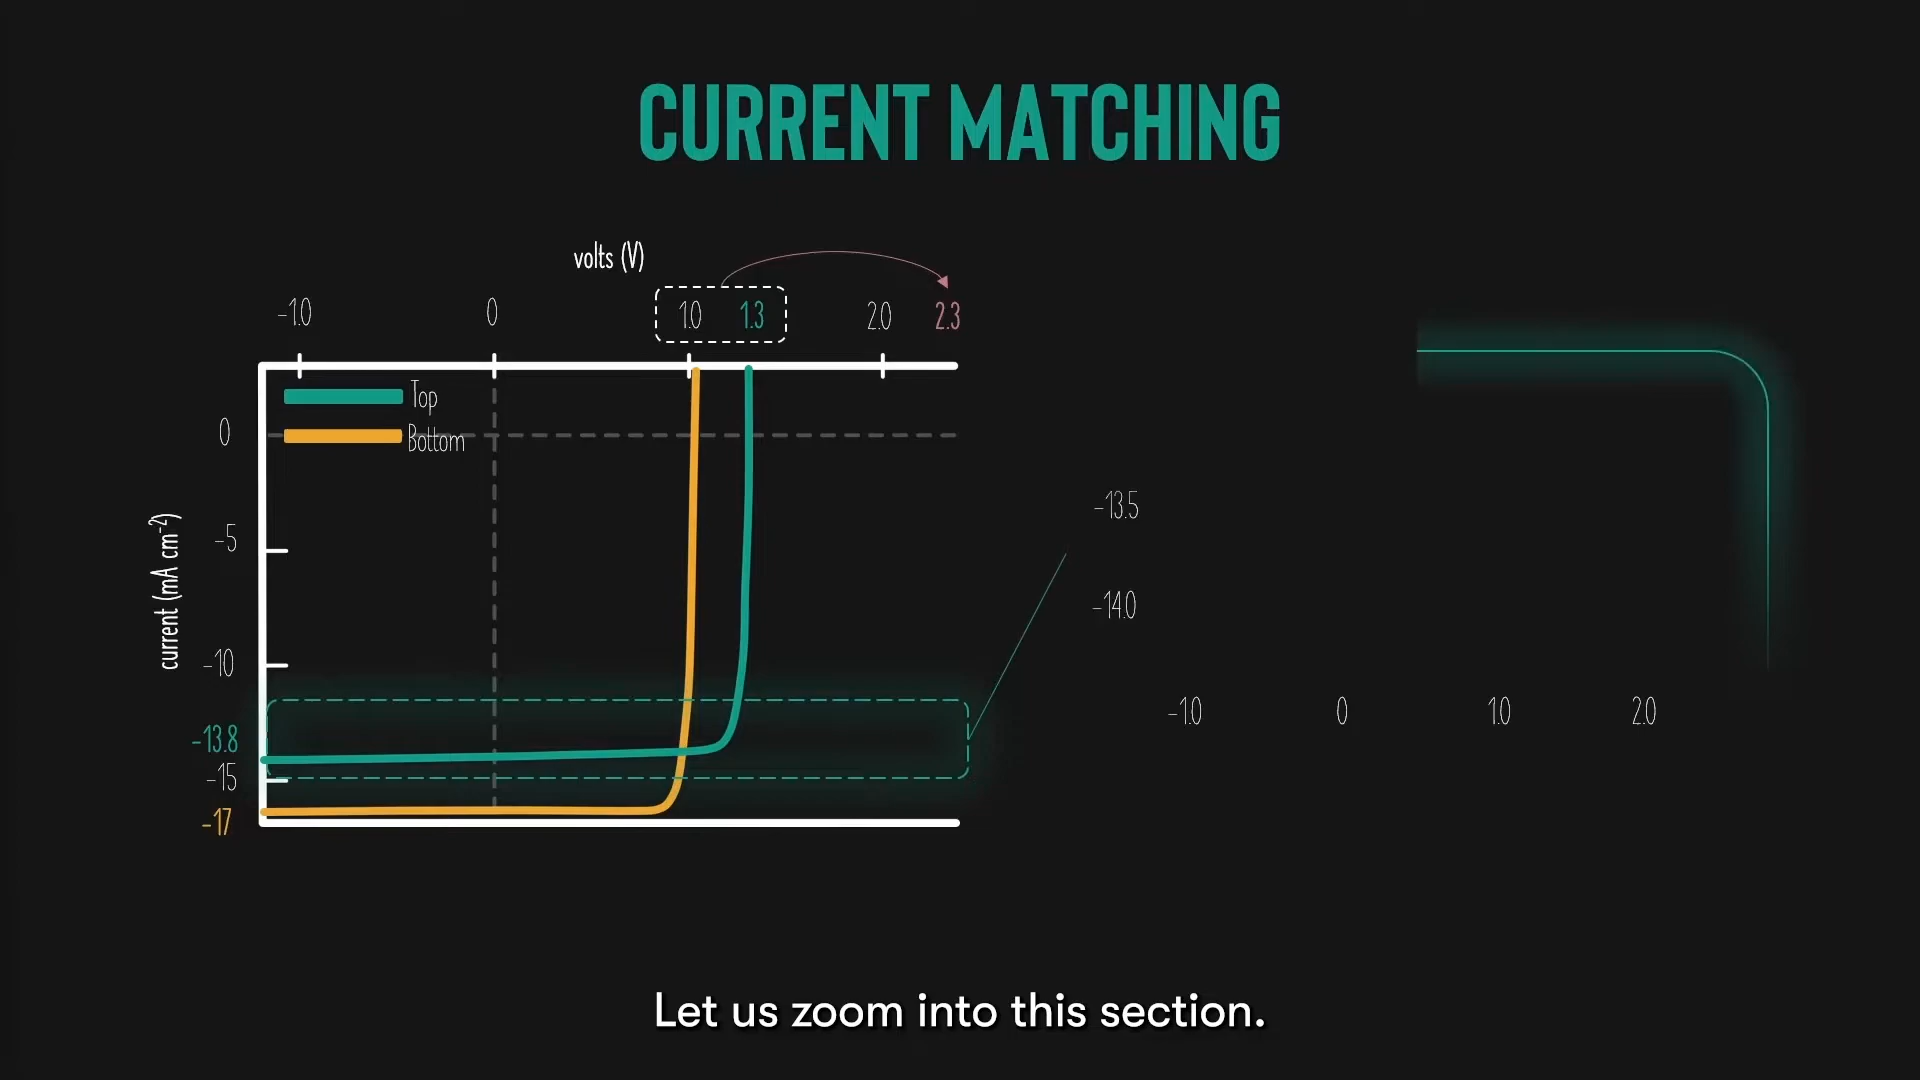 CURRENT MATCHING
volts (V)
-1.0 0 1.0 1.3 2.0 2.3
Top
Bottom
current (mA cm⁻²)
0
-5
-10
-13.8
-15
-17
-13.5
-14.0
-1.0 0 1.0 2.0
Let us zoom into this section.